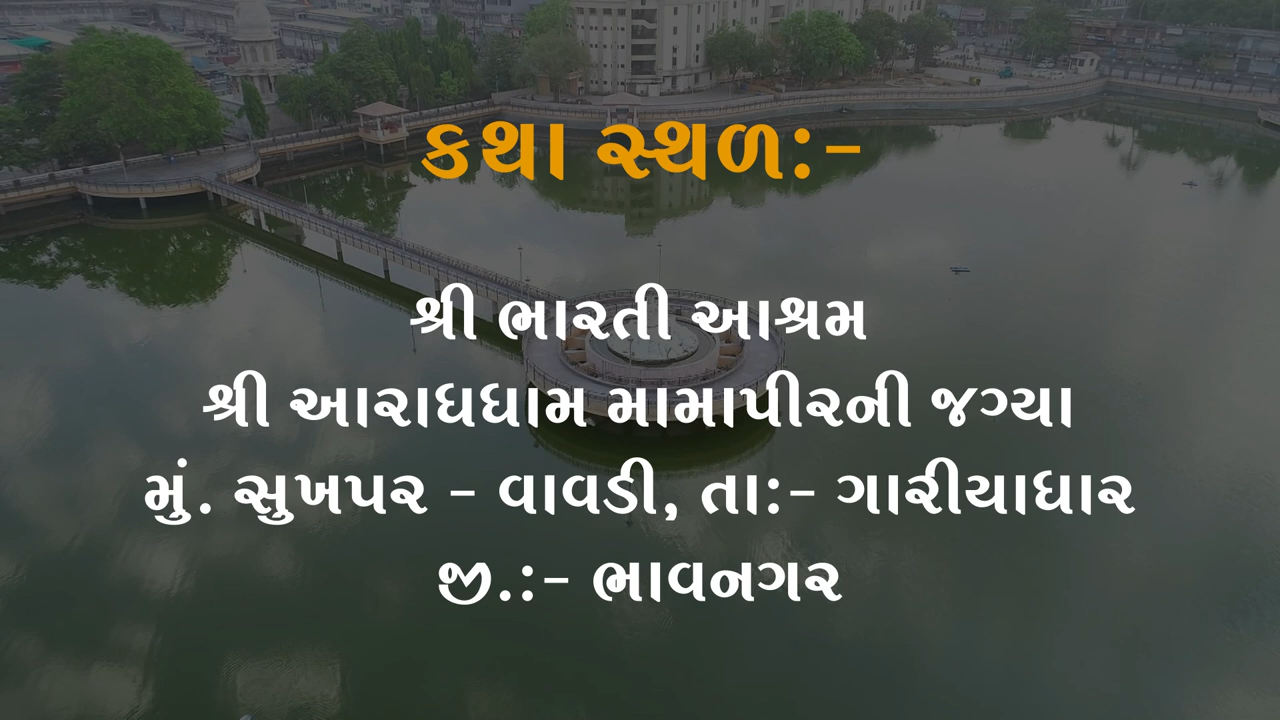 કથા સ્થળ:-
શ્રી ભારતી આશ્રમ
શ્રી આરાધધામ મામાપીરની જગ્યા
મું. સુખપર - વાવડી, તા:- ગારીયાધાર
જી.:- ભાવનગર